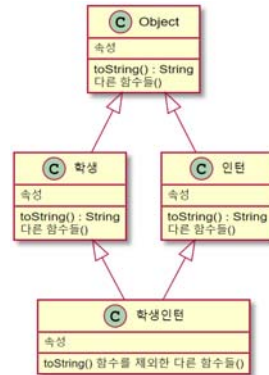 C Object
속성
toString() : String
다른 함수들()
C 학생
속성
toString() : String
다른 함수들()
C 인턴
속성
toString() : String
다른 함수들()
C 학생인턴
속성
toString() 함수를 제외한 다른 함수들()